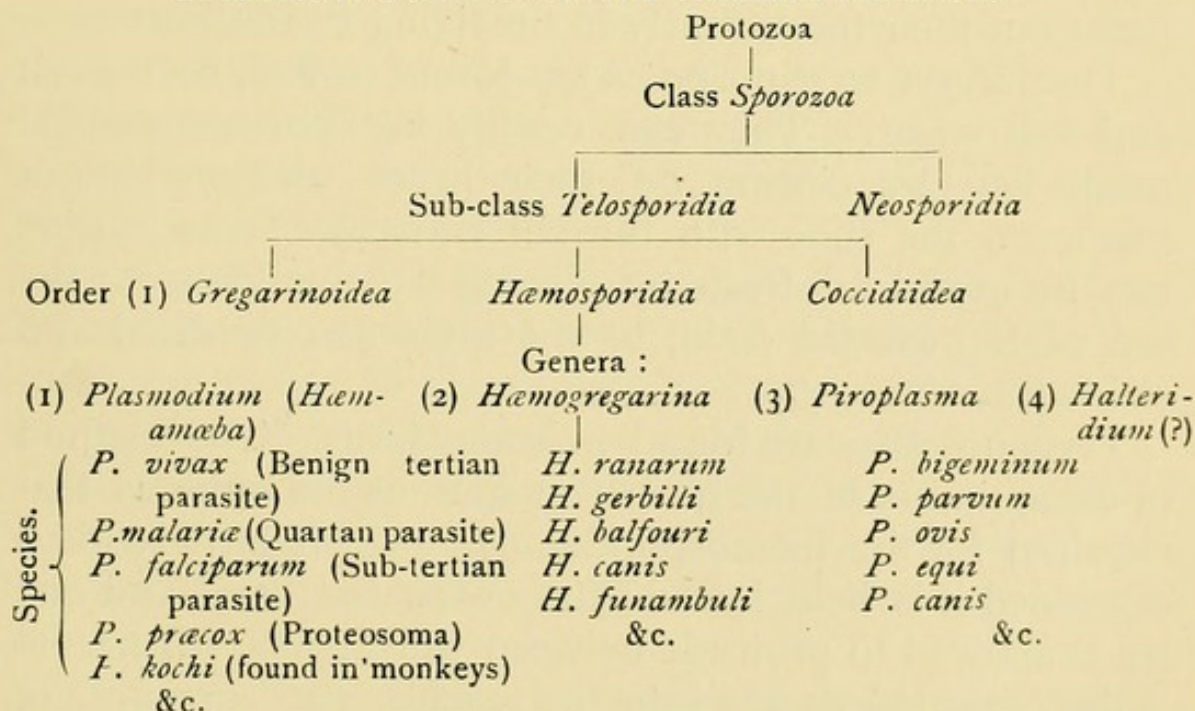 Protozoa
Class Sporozoa
Sub-class Telosporidia Neosporidia
Order (1) Gregarinoidea Hæmosporidia Coccidiidea
Genera :
(1) Plasmodium (Hæm- (2) Hæmogregarina (3) Piroplasma (4) Halteri-
amœba) dium (?)
Species.
P. vivax (Benign tertian H. ranarum P. bigeminum
parasite) H. gerbilli P. parvum
P. malariæ (Quartan parasite) H. balfouri P. ovis
P. falciparum (Sub-tertian H. canis P. equi
parasite) H. funambuli P. canis
P. præcox (Proteosoma) &c. &c.
P. kochi (found in monkeys)
&c.